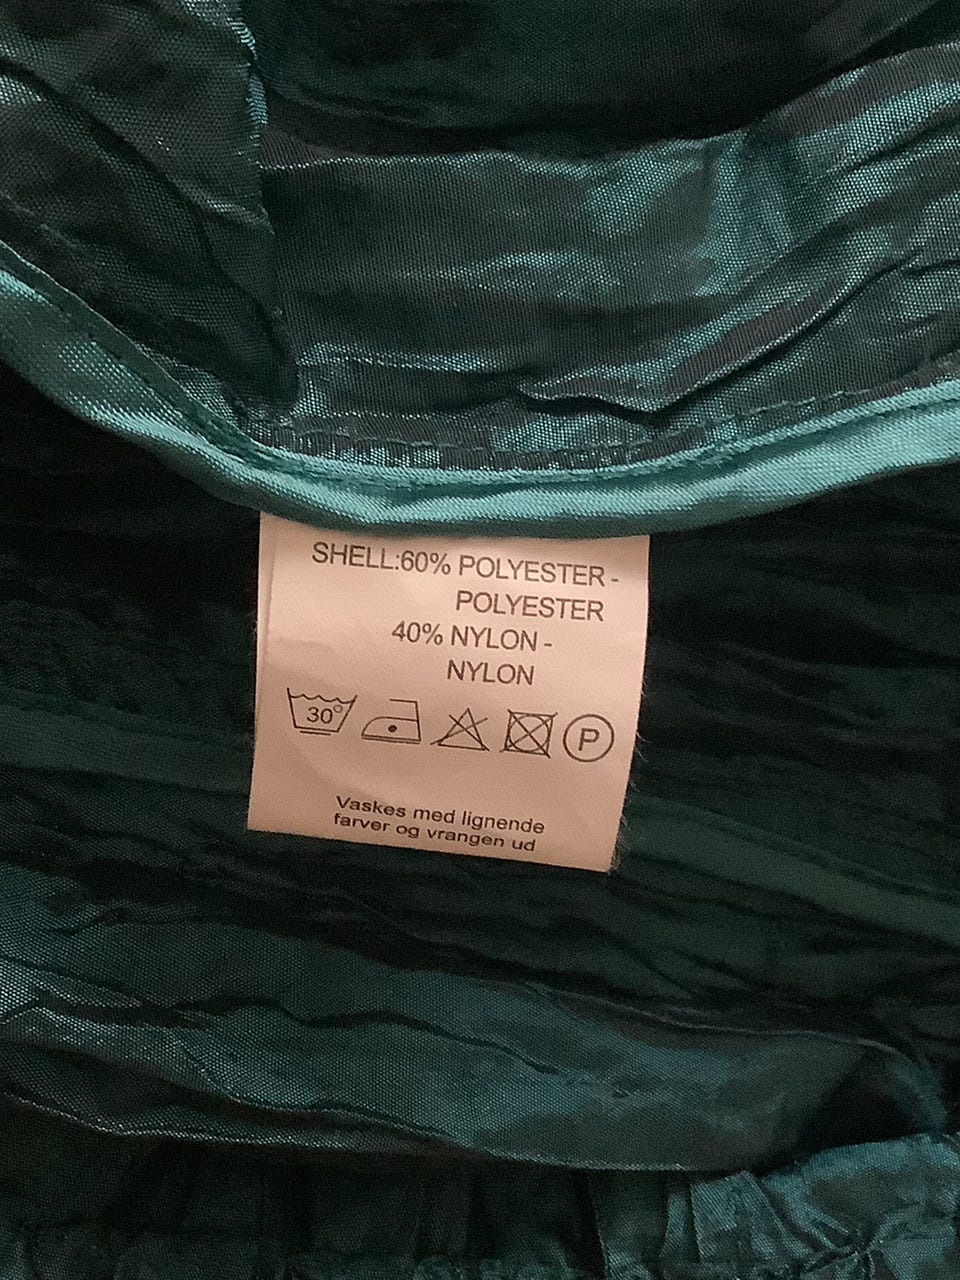 SHELL:60% POLYESTER -
POLYESTER
40% NYLON -
NYLON
30°
P
Vaskes med lignende
farver og vrangen ud